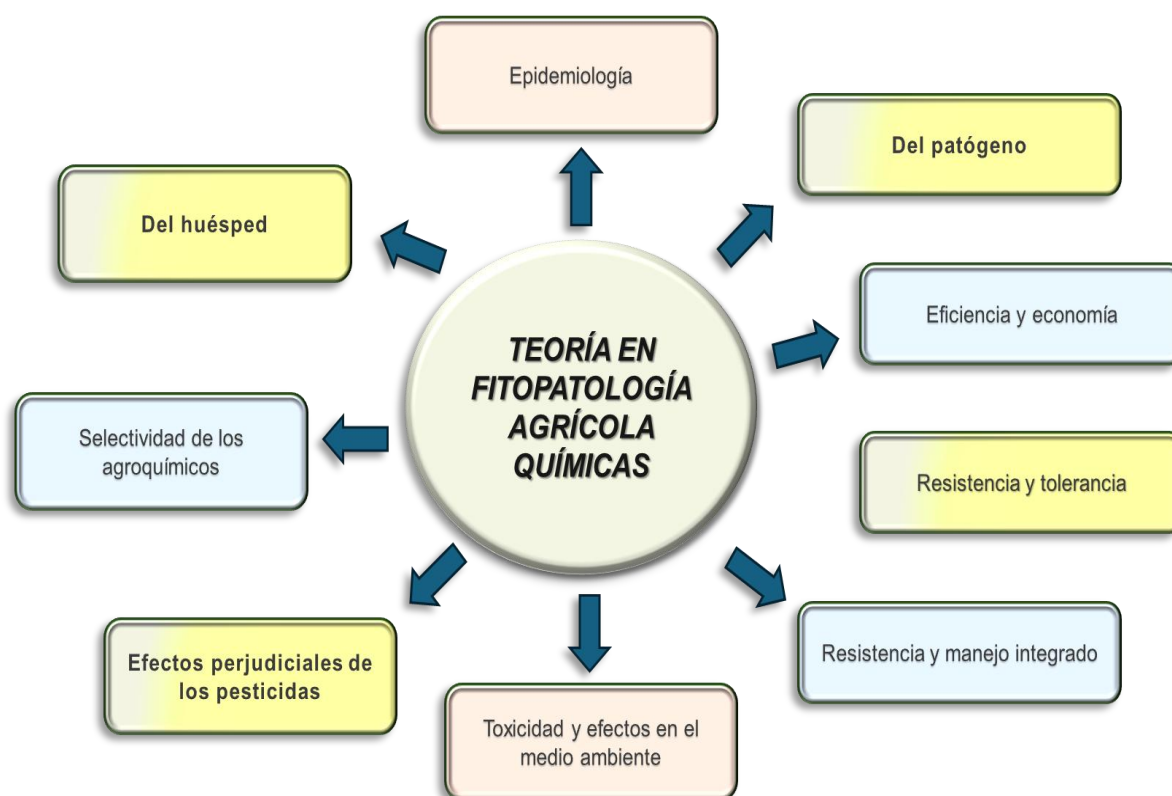 Epidemiología
Del patógeno
Del huésped
Eficiencia y economía
TEORÍA EN
FITOPATOLOGÍA
AGRÍCOLA
QUÍMICAS
Selectividad de los
agroquímicos
Resistencia y tolerancia
Resistencia y manejo integrado
Efectos perjudiciales de
los pesticidas
Toxicidad y efectos en el
medio ambiente